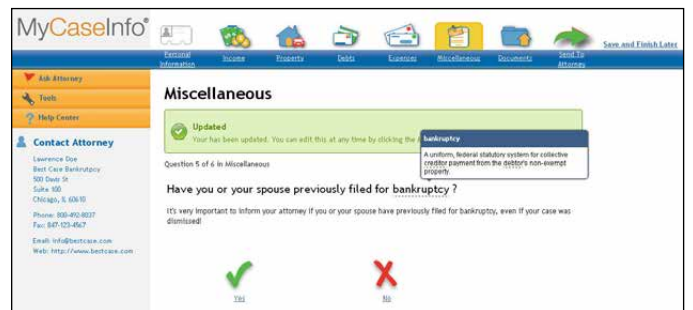 MyCaseInfo®
Personal Information
Income
Property
Debts
Expenses
Miscellaneous
Documents
Send To Attorney
Save and Finish Later
Ask Attorney
Tools
Help Center
Contact Attorney
Lawrence Doe
Best Case Bankruptcy
500 Davis St
Suite 100
Chicago, IL 60610
Phone: 800-492-8037
Fax: 847-123-4567
Email: info@bestcase.com
Web: http://www.bestcase.com
Miscellaneous
Updated
Your has been updated. You can edit this at any time by clicking the
bankruptcy
A uniform, federal statutory system for collective
creditor payment from the debtor's non-exempt
property.
Question 5 of 6 in Miscellaneous
Have you or your spouse previously filed for bankruptcy ?
It's very important to inform your attorney if you or your spouse have previously filed for bankruptcy, even if your case was
dismissed!
Yes
No